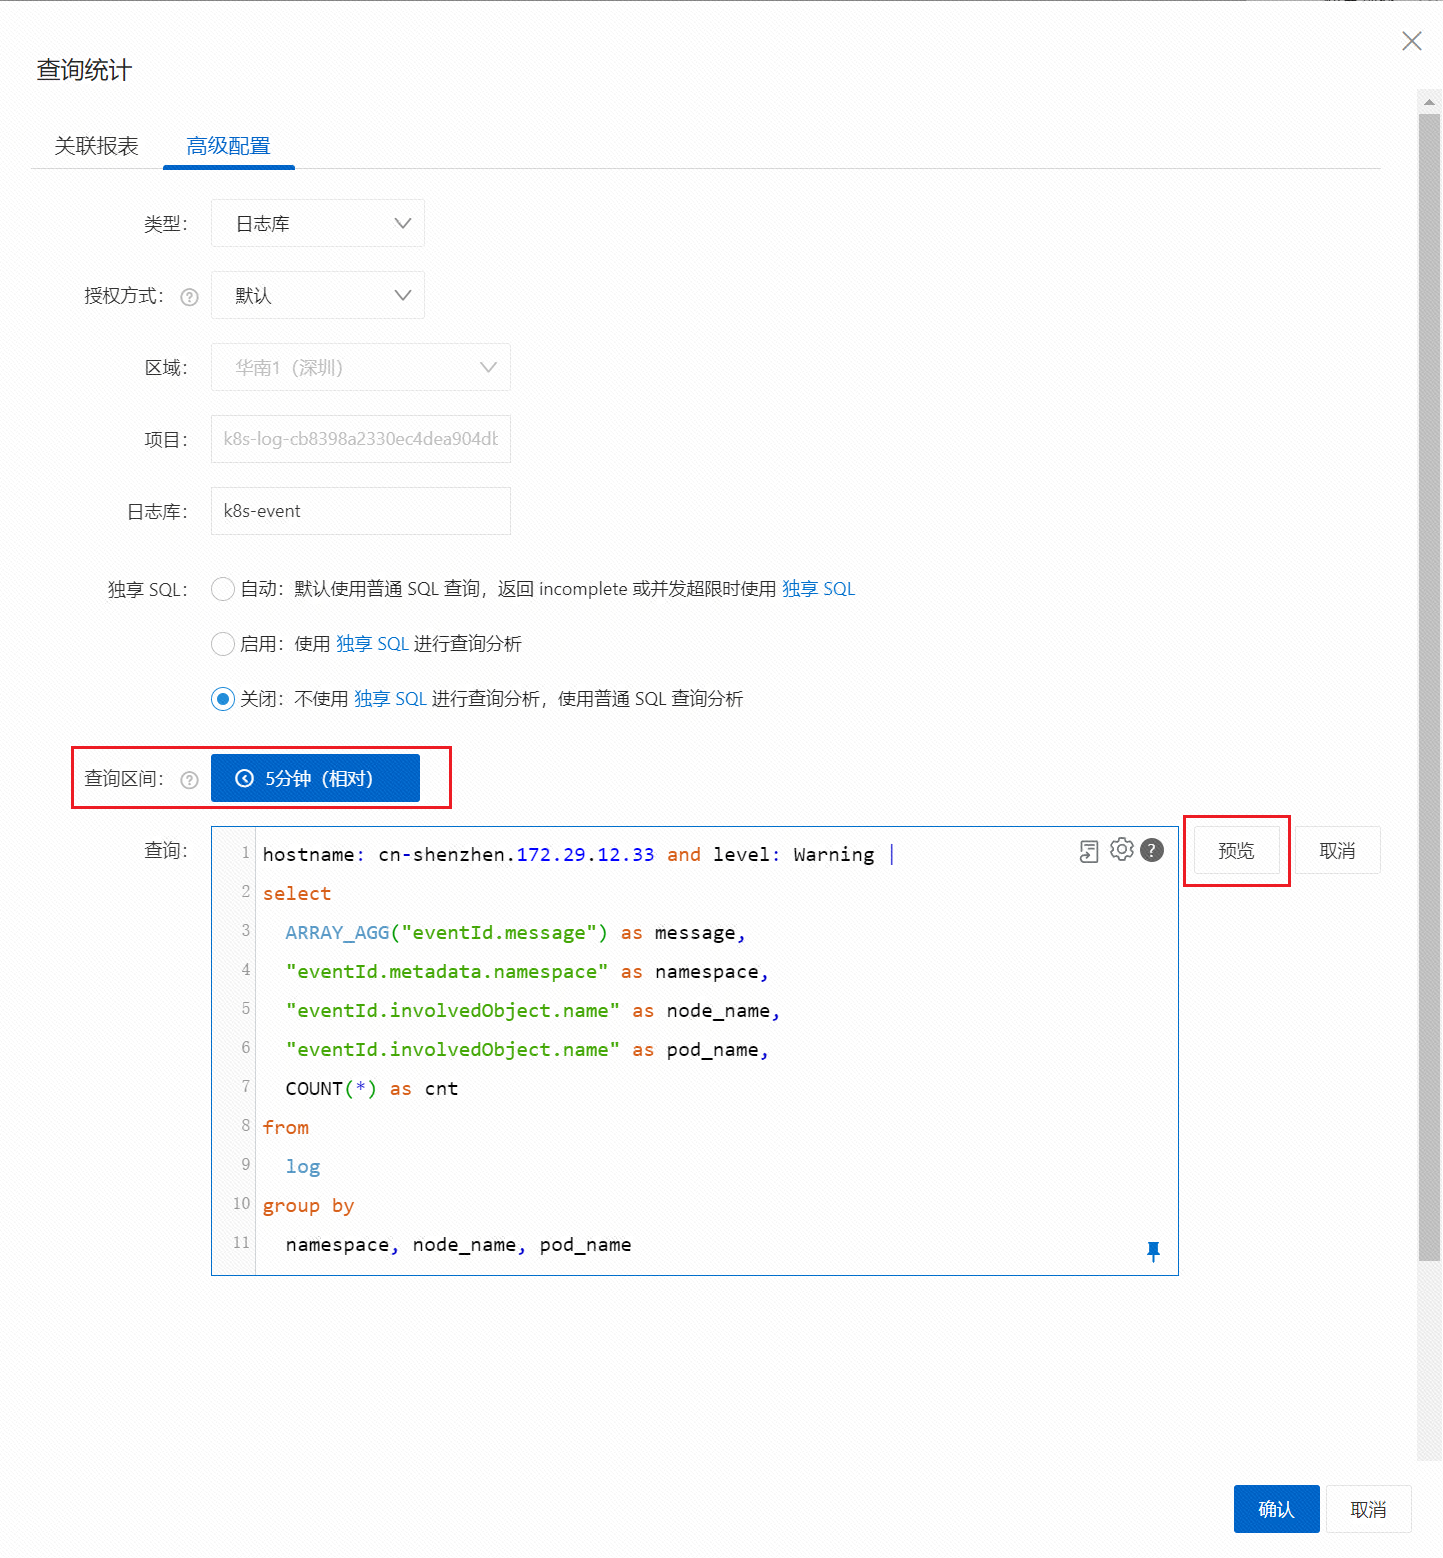 查询统计
关联报表 高级配置
类型： 日志库
授权方式： 默认
区域： 华南1（深圳）
项目： k8s-log-cb8398a2330ec4dea904db
日志库： k8s-event
独享 SQL： 自动：默认使用普通 SQL 查询，返回 incomplete 或并发超限时使用 独享 SQL
启用：使用 独享 SQL 进行查询分析
关闭：不使用 独享 SQL 进行查询分析，使用普通 SQL 查询分析
查询区间： 5分钟（相对）
查询： 预览 取消
1 hostname: cn-shenzhen.172.29.12.33 and level: Warning |
2 select
3 ARRAY_AGG("eventId.message") as message,
4 "eventId.metadata.namespace" as namespace,
5 "eventId.involvedObject.name" as node_name,
6 "eventId.involvedObject.name" as pod_name,
7 COUNT(*) as cnt
8 from
9 log
10 group by
11 namespace, node_name, pod_name
确认 取消